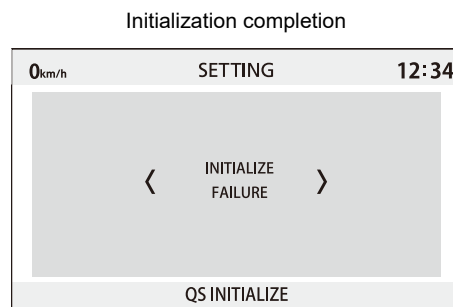 Initialization completion
0km/h SETTING 12:34
INITIALIZE
FAILURE
QS INITIALIZE